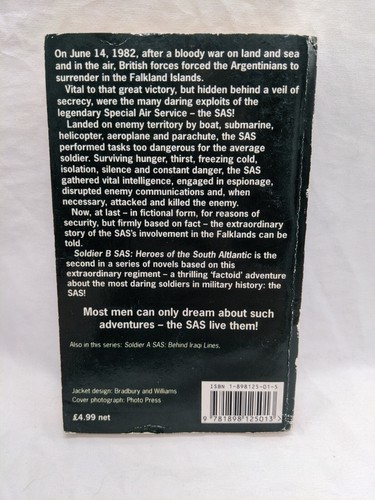 On June 14, 1982, after a bloody war on land and sea
and in the air, British forces forced the Argentinians to
surrender in the Falkland Islands.
Vital to that great victory, but hidden behind a veil of
secrecy, were the many daring exploits of the
legendary Special Air Service – the SAS!
Landed on enemy territory by boat, submarine,
helicopter, aeroplane and parachute, the SAS
performed tasks too dangerous for the average
soldier. Surviving hunger, thirst, freezing cold,
isolation, silence and constant danger, the SAS
gathered vital intelligence, engaged in espionage,
disrupted enemy communications and, when
necessary, attacked and killed the enemy.
Now, at last – in fictional form, for reasons of
security, but firmly based on fact – the extraordinary
story of the SAS's involvement in the Falklands can be
told.
Soldier B SAS: Heroes of the South Atlantic is the
second in a series of novels based on this
extraordinary regiment – a thrilling 'factoid' adventure
about the most daring soldiers in military history: the
SAS!
Most men can only dream about such
adventures – the SAS live them!
Also in this series: Soldier A SAS: Behind Iraqi Lines.
Jacket design: Bradbury and Williams
Cover photograph: Photo Press
£4.99 net
ISBN 1-898125-01-5
9 781898 125013